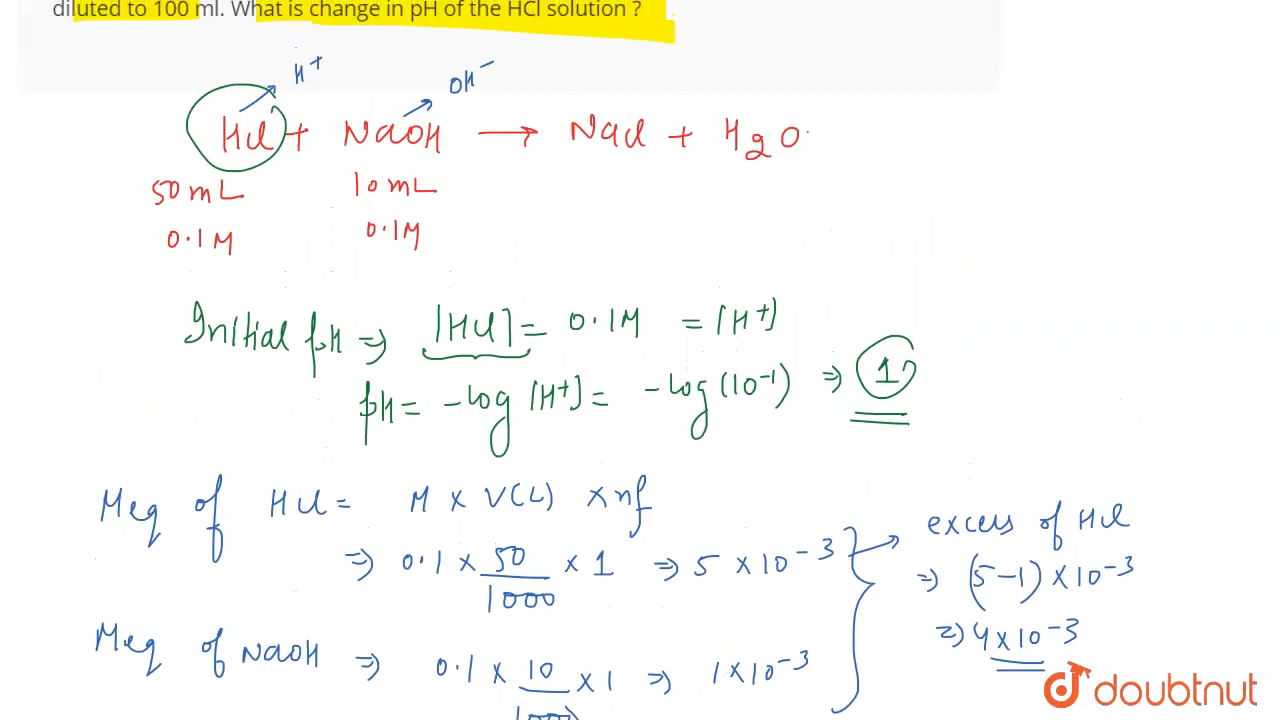 diluted to 100 ml. What is change in pH of the HCl solution ?
H+ OH-
HCl + NaOH → NaCl + H2O
50 mL 10 mL
0.1M 0.1M
Initial pH ⇒ [HCl] = 0.1M = [H+]
pH = -log [H+] = -log(10-1) ⇒ 1
Meq of HCl = M × V(L) × nf
⇒ 0.1 × 50/1000 × 1 ⇒ 5 × 10-3
excess of HCl
⇒ (5-1) × 10-3
⇒ 4×10-3
Meq of NaOH ⇒ 0.1 × 10/1000 × 1 ⇒ 1×10-3
doubtnut